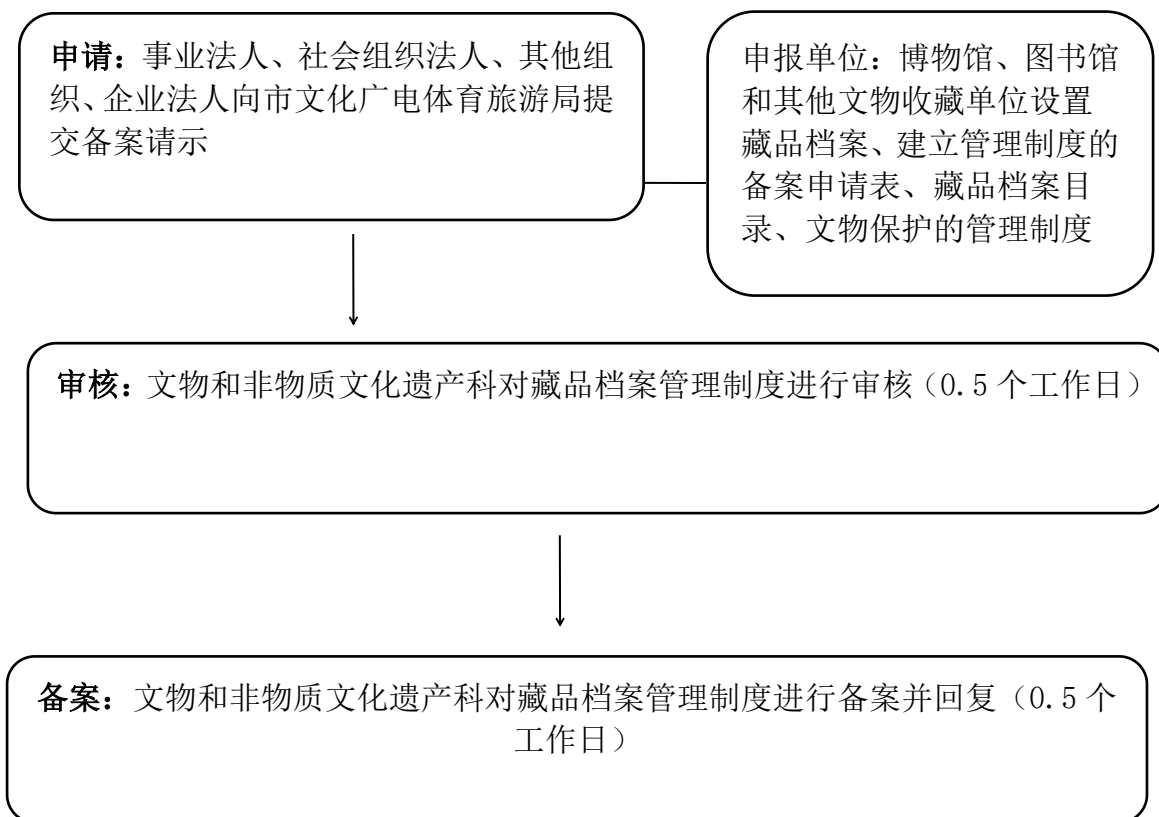 申请：事业法人、社会组织法人、其他组
织、企业法人向市文化广电体育旅游局提
交备案请示
申报单位：博物馆、图书馆
和其他文物收藏单位设置
藏品档案、建立管理制度的
备案申请表、藏品档案目
录、文物保护的管理制度
审核：文物和非物质文化遗产科对藏品档案管理制度进行审核（0.5 个工作日）
备案：文物和非物质文化遗产科对藏品档案管理制度进行备案并回复（0.5 个
工作日）